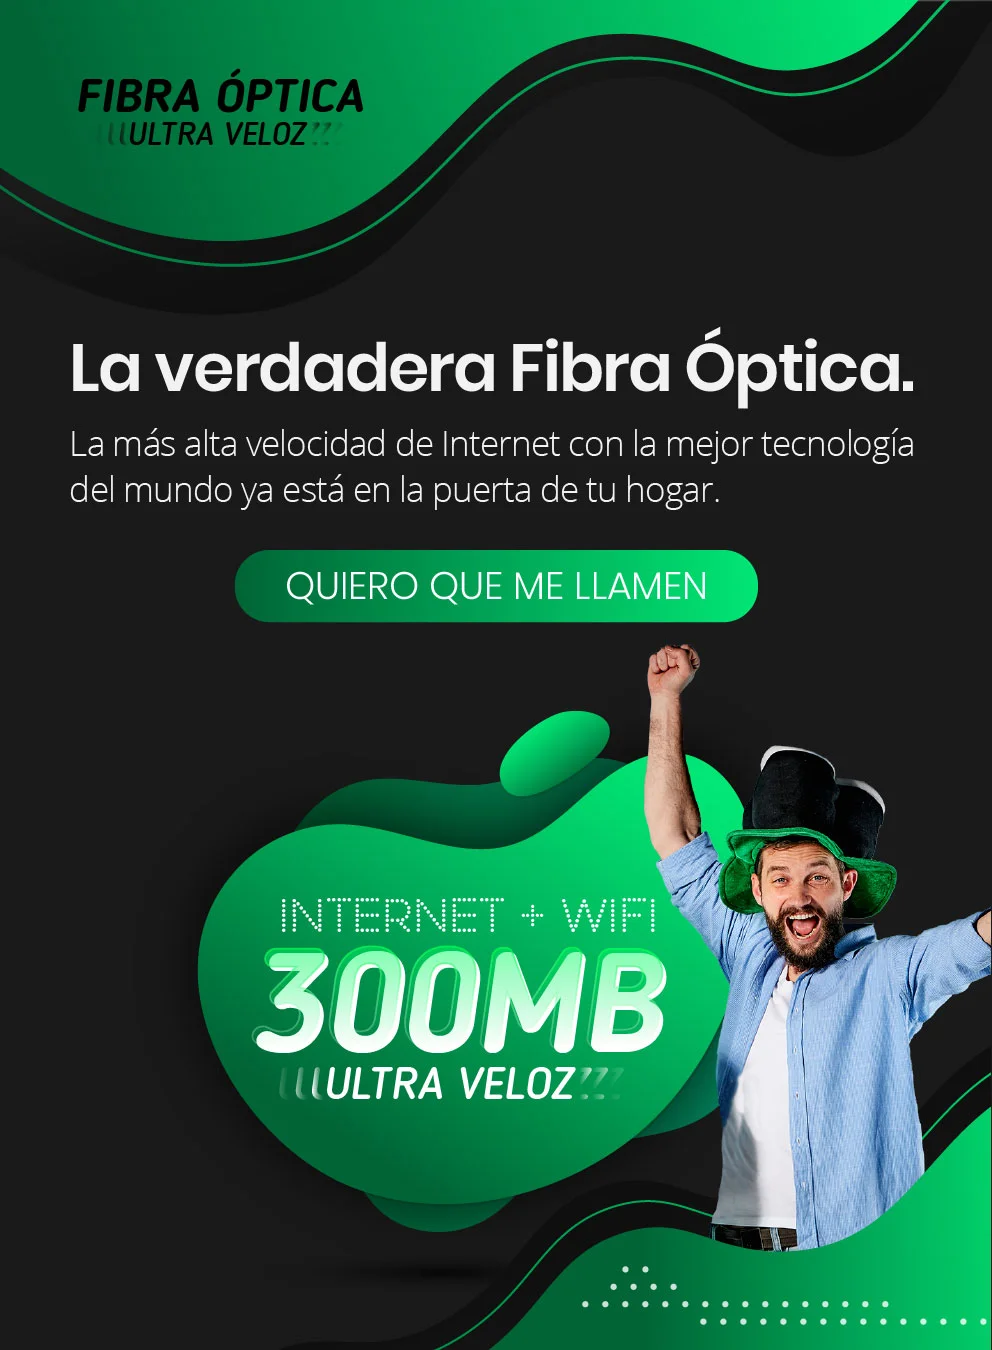 FIBRA ÓPTICA
ULTRA VELOZ
La verdadera Fibra Óptica.
La más alta velocidad de Internet con la mejor tecnología
del mundo ya está en la puerta de tu hogar.
QUIERO QUE ME LLAMEN
INTERNET + WIFI
300MB
ULTRA VELOZ